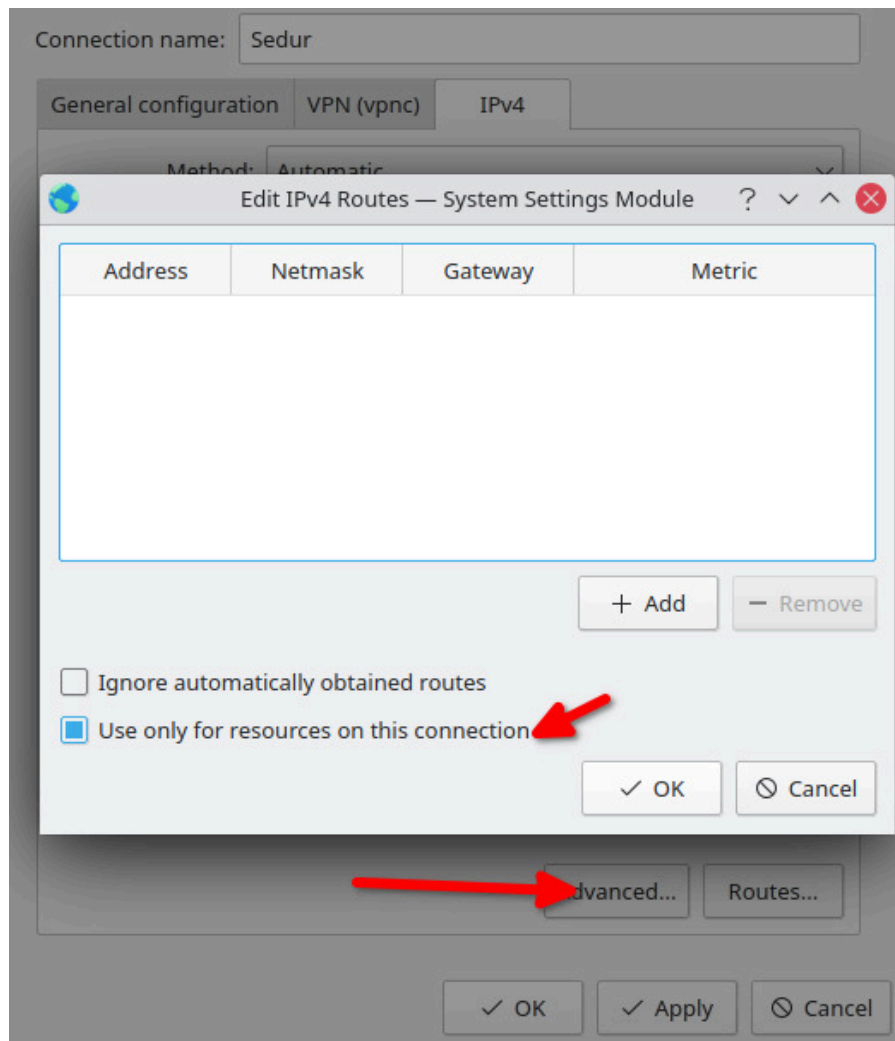 Connection name: Sedur
General configuration VPN (vpnc) IPv4
Method: Automatic
Edit IPv4 Routes — System Settings Module ?
Address Netmask Gateway Metric
+ Add − Remove
Ignore automatically obtained routes
Use only for resources on this connection
OK Cancel
dvanced... Routes...
OK Apply Cancel